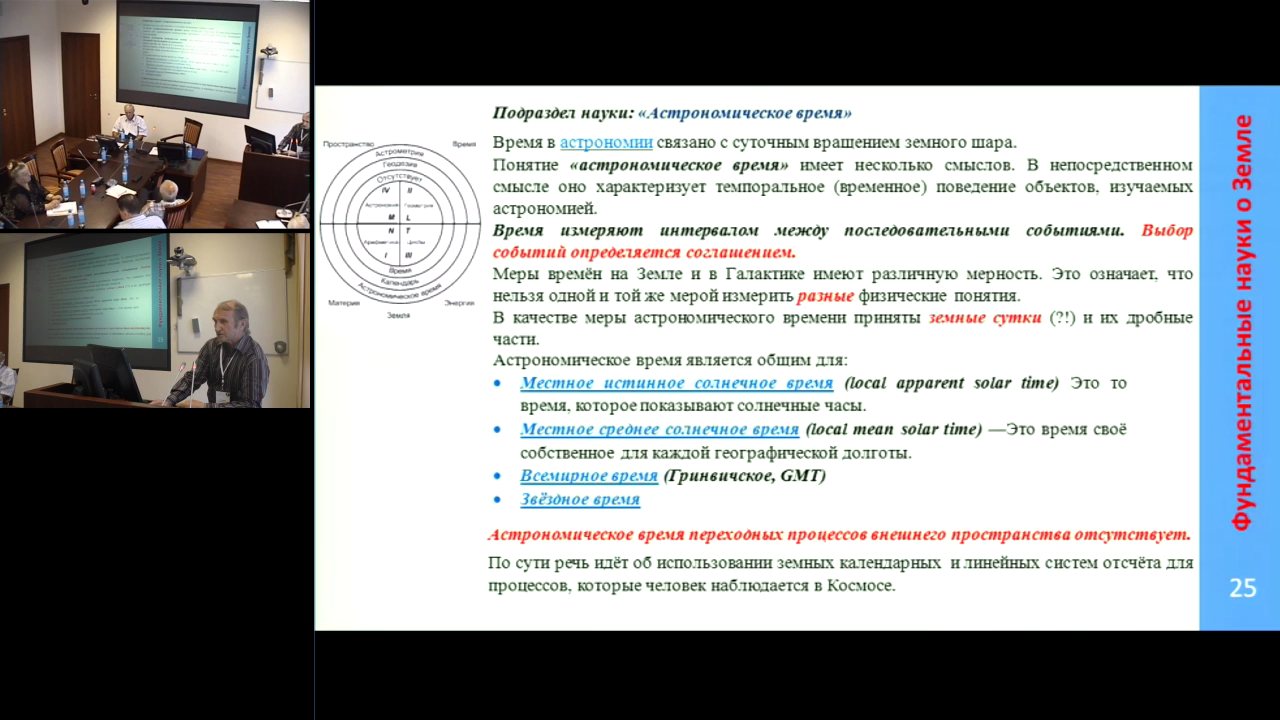 Подраздел науки: «Астрономическое время»
Время в астрономии связано с суточным врашением земного шара.
Понятие «астрономическое время» имеет несколько смыслов. В непосредственном
смысле оно характеризует темпоральное (временное) поведение объектов, изучаемых
астрономией.
Время измеряют интервалом между последовательными событиями. Выбор
событий определяется соглашением.
Меры времён на Земле и в Галактике имеют различную мерность. Это означает, что
нельзя одной и той же мерой измерить разные физические понятия.
В качестве меры астрономического времени приняты земные сутки (?!) и их дробные
части.
Астрономическое время является общим для:
• Местное истинное солнечное время (local apparent solar time) Это то
время, которое показывают солнечные часы.
• Местное среднее солнечное время (local mean solar time) —Это время своё
собственное для каждой географической долготы.
• Всемирное время (Гринвичское, GMT)
• Звёздное время
Астрономическое время переходных процессов внешнего пространства отсутствует.
По сути речь идёт об использовании земных календарных и линейных систем отсчёта для
процессов, которые человек наблюдается в Космосе.
Пространство
Время
Астрометрия
Геодезия
Отсутствует
IV II
Астрономия Геометрия
M L
N T
Арифметика Циклы
I III
Время
Календарь
Астрономическое время
Материя
Энергия
Земля
Фундаментальные науки о Земле
25